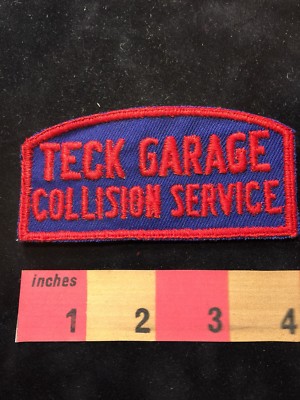 TECK GARAGE
COLLISION SERVICE
inches
1 2 3 4